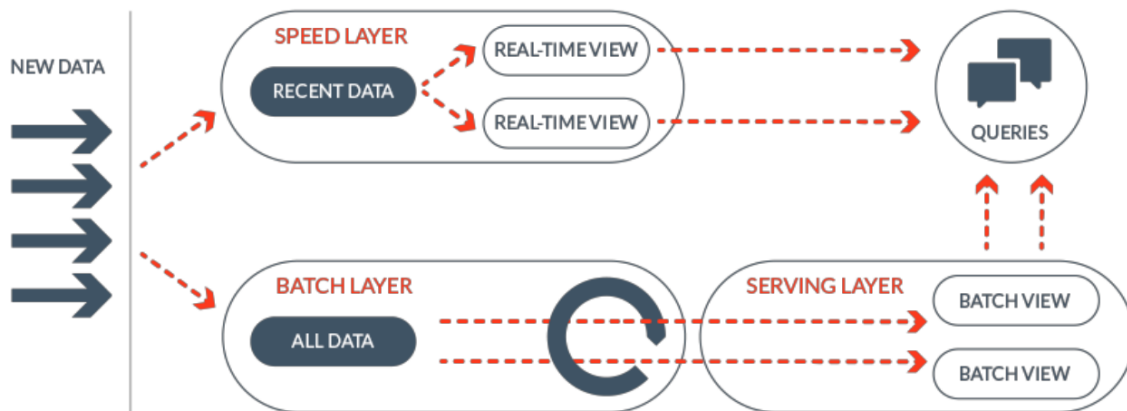 NEW DATA
SPEED LAYER
RECENT DATA
REAL-TIME VIEW
REAL-TIME VIEW
QUERIES
BATCH LAYER
ALL DATA
SERVING LAYER
BATCH VIEW
BATCH VIEW